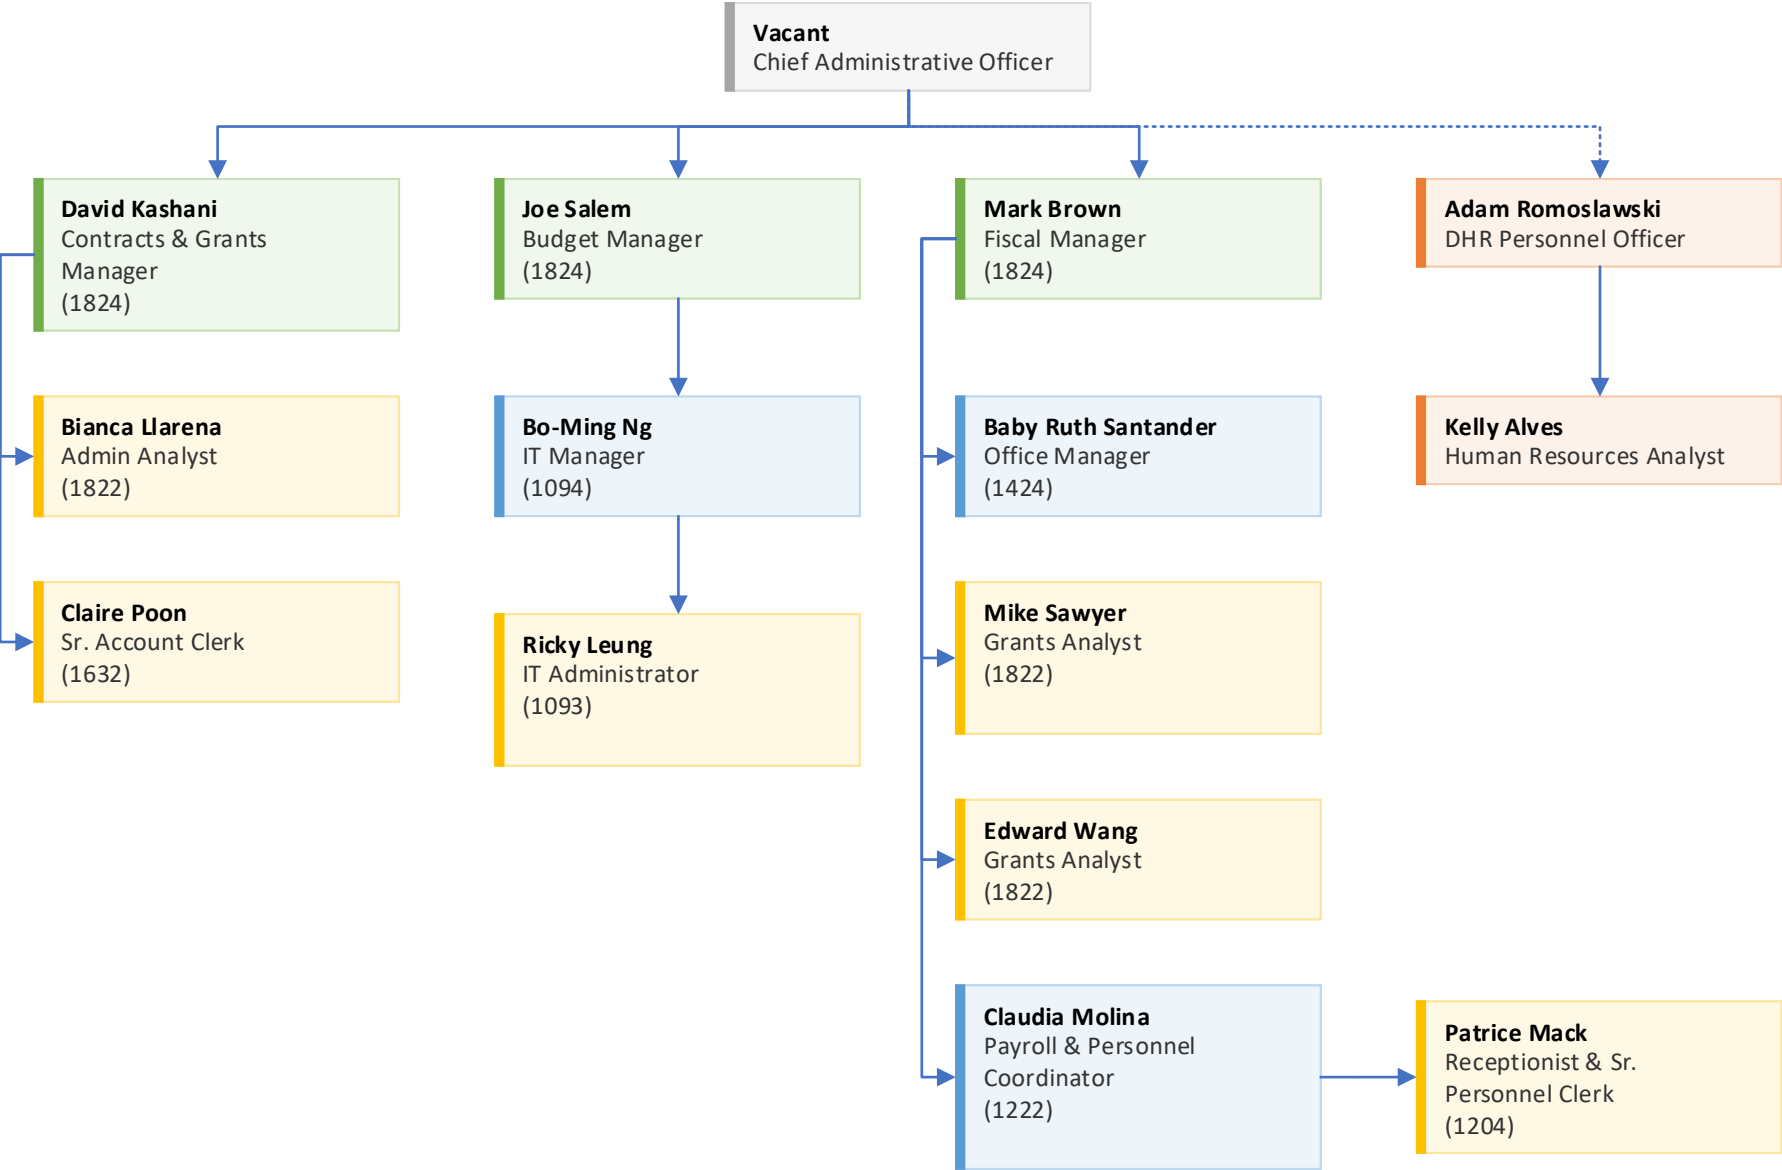 Vacant
Chief Administrative Officer
David Kashani
Contracts & Grants
Manager
(1824)
Joe Salem
Budget Manager
(1824)
Mark Brown
Fiscal Manager
(1824)
Adam Romoslawski
DHR Personnel Officer
Bianca Llarena
Admin Analyst
(1822)
Bo-Ming Ng
IT Manager
(1094)
Baby Ruth Santander
Office Manager
(1424)
Kelly Alves
Human Resources Analyst
Claire Poon
Sr. Account Clerk
(1632)
Ricky Leung
IT Administrator
(1093)
Mike Sawyer
Grants Analyst
(1822)
Edward Wang
Grants Analyst
(1822)
Claudia Molina
Payroll & Personnel
Coordinator
(1222)
Patrice Mack
Receptionist & Sr.
Personnel Clerk
(1204)